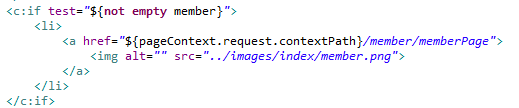 <c:if test="${not empty member}">
<li>
<a href="${pageContext.request.contextPath}/member/memberPage">
<img alt="" src="../images/index/member.png">
</a>
</li>
</c:if>